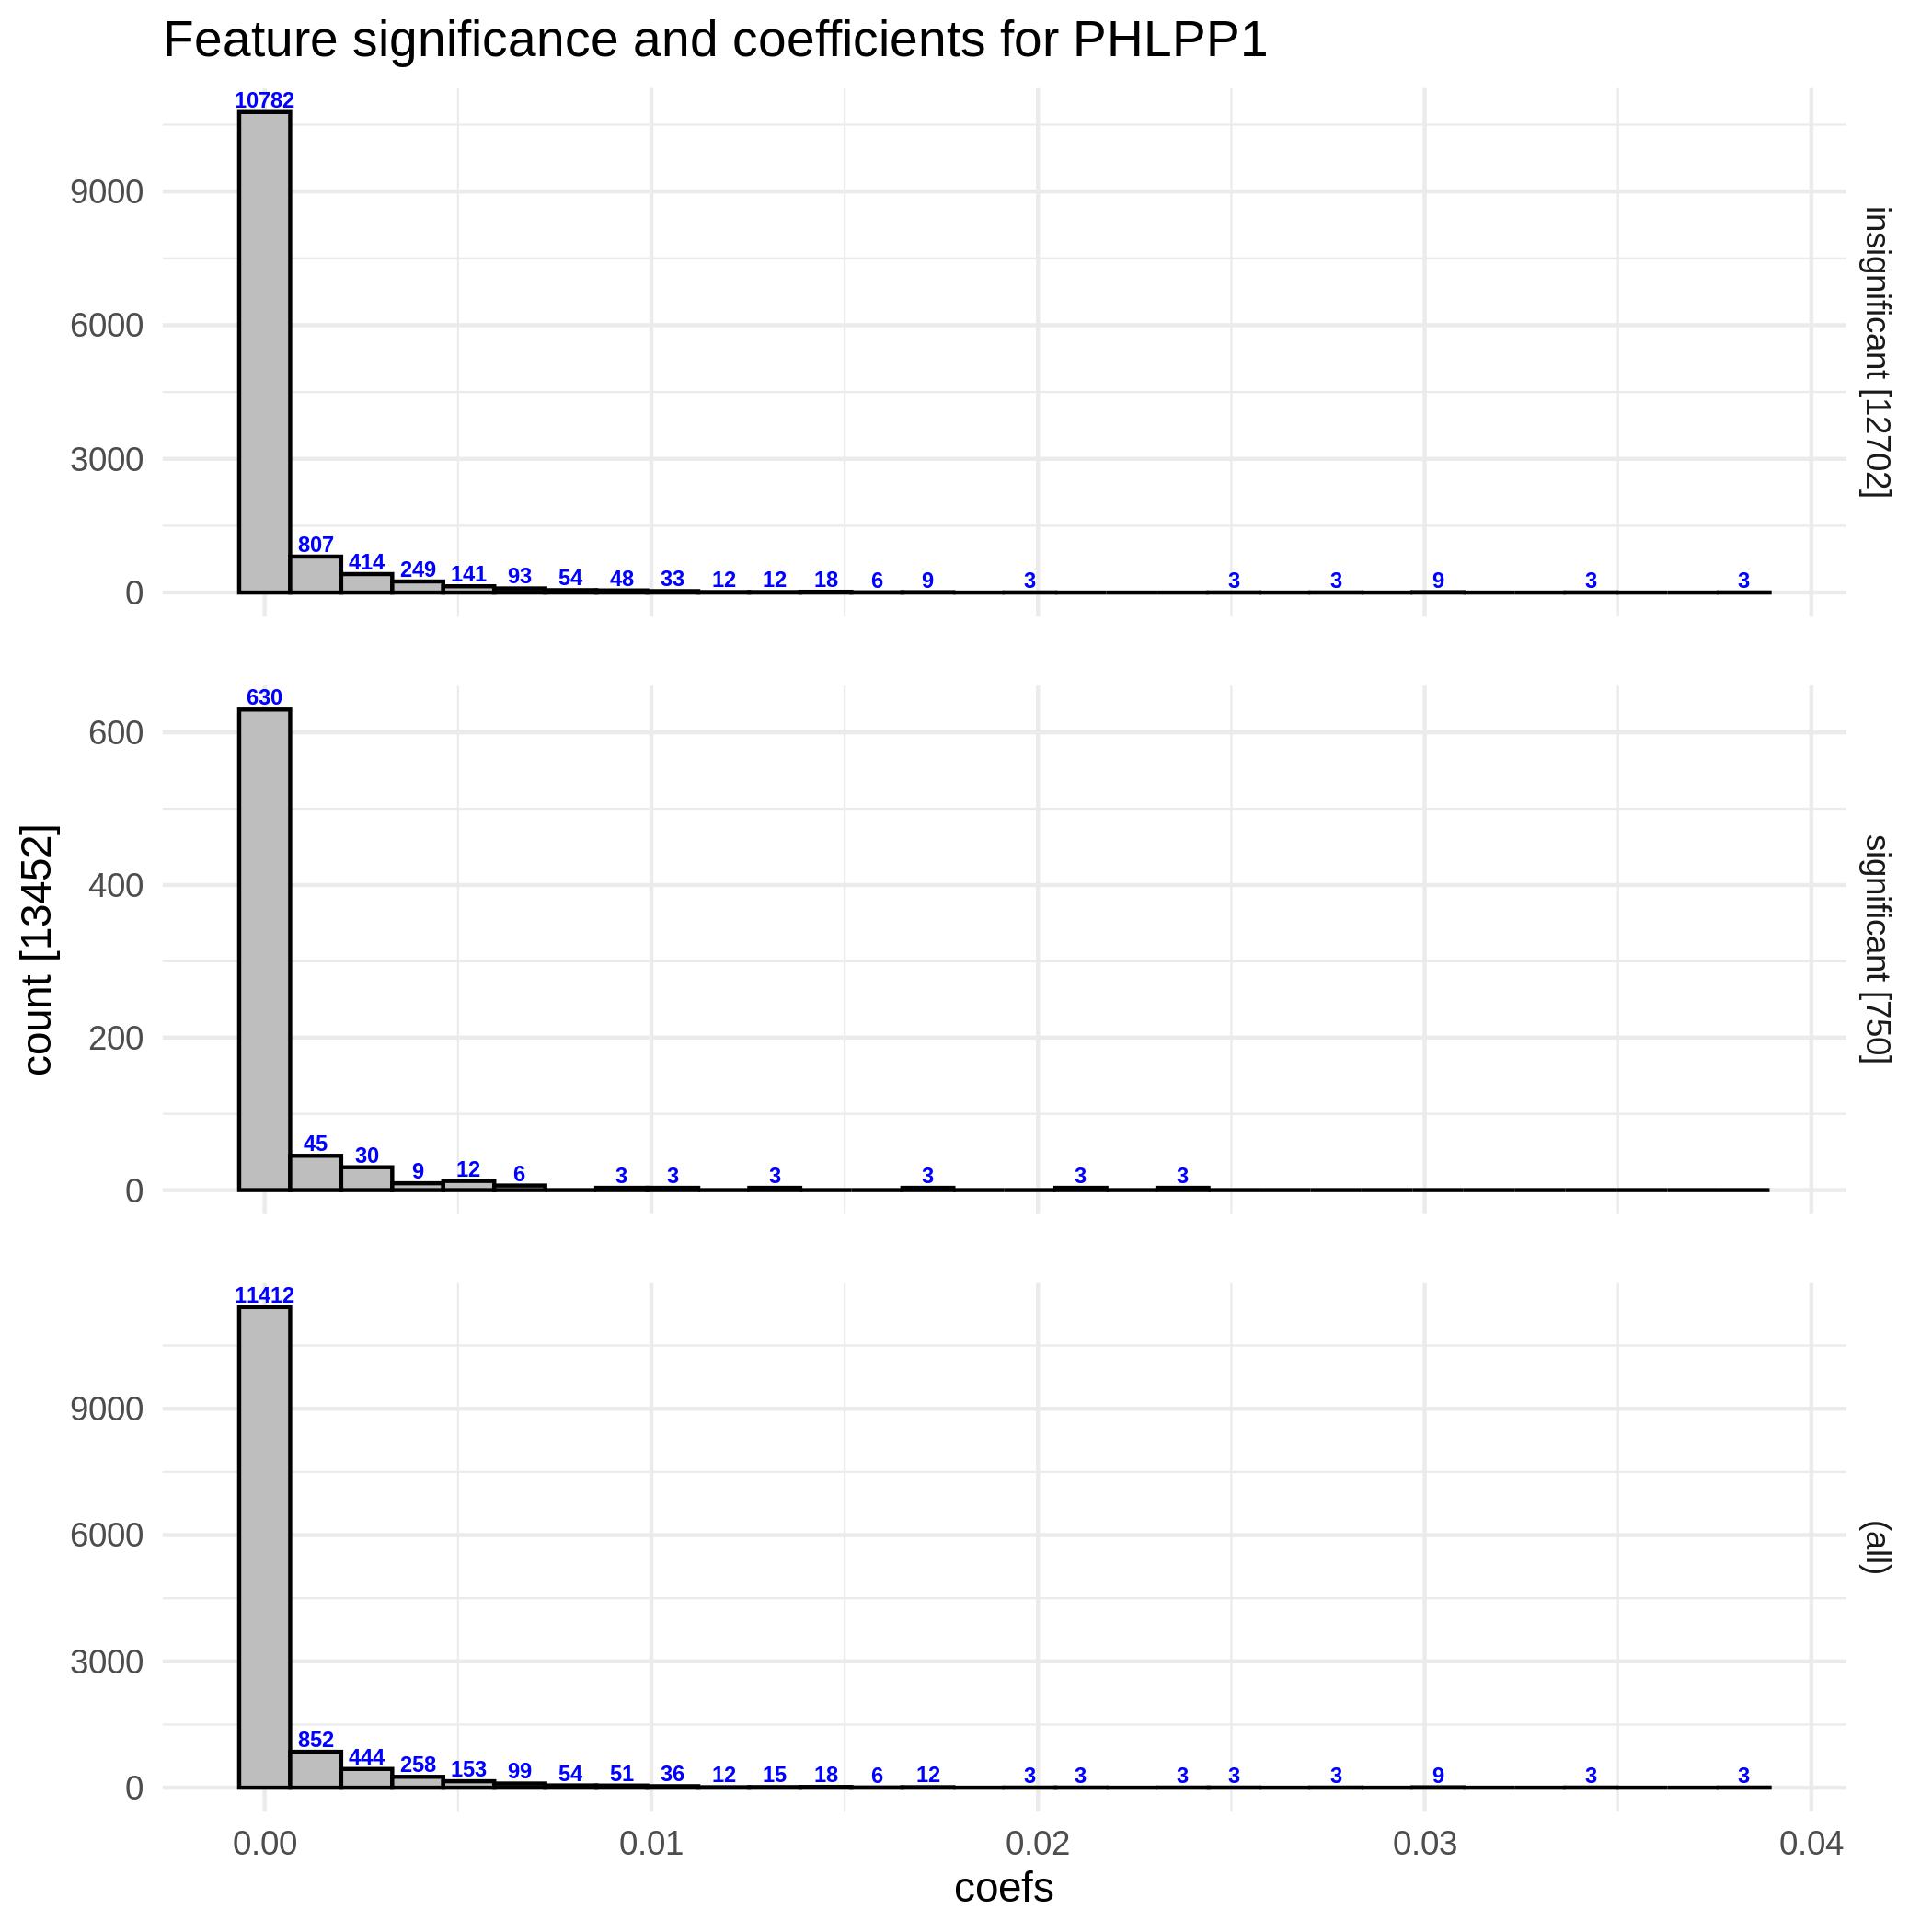 Feature significance and coefficients for PHLPP1
10782
9000
6000
3000
0
807 414 249 141 93 54 48 33 12 12 18 6 9 3 3 3 9 3 3
insignificant [12702]
630
600
400
200
0
45 30 9 12 6 3 3 3 3 3 3
significant [750]
count [13452]
11412
9000
6000
3000
0
852 444 258 153 99 54 51 36 12 15 18 6 12 3 3 3 3 3 9 3 3
(all)
0.00 0.01 0.02 0.03 0.04
coefs